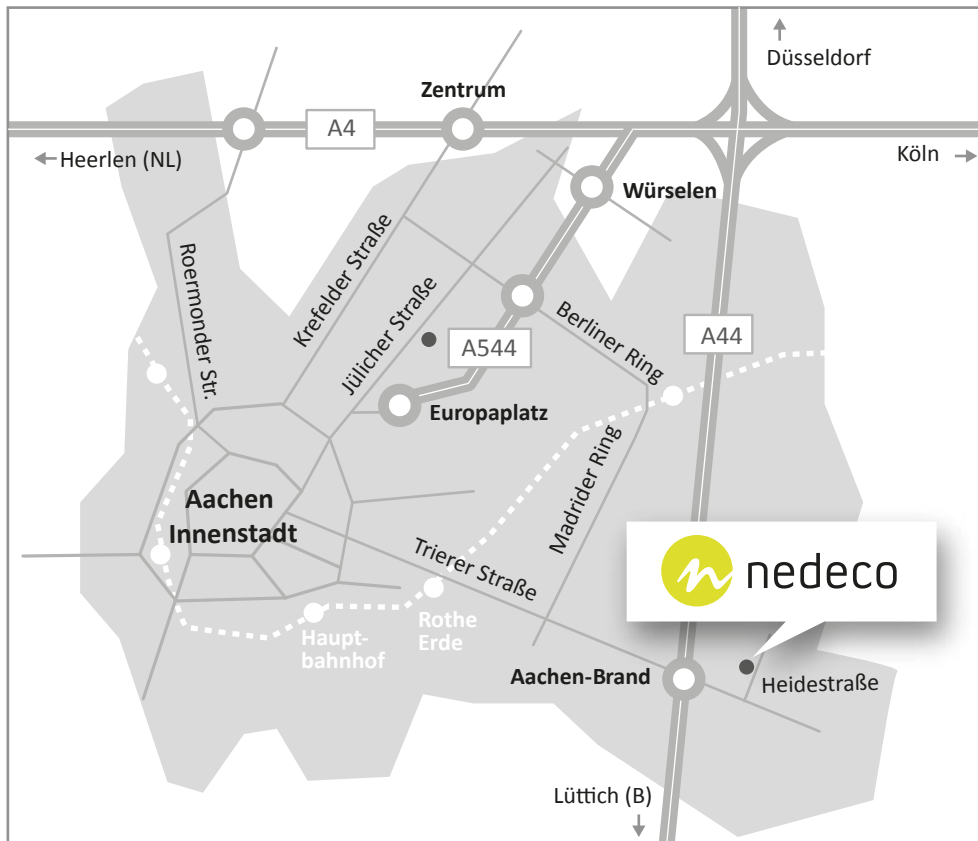 Düsseldorf
Zentrum
A4
Heerlen (NL)
Köln
Würselen
Roermonder Str.
Krefelder Straße
Jülicher Straße
Berliner Ring
A544
A44
Europaplatz
Madrider Ring
Aachen
Innenstadt
Trierer Straße
nedeco
Rothe
Erde
Haupt-
bahnhof
Aachen-Brand
Heidestraße
Lüttich (B)